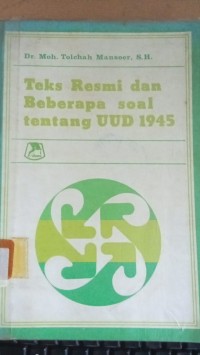 Dr. Moh. Tolchah Mansoer, S.H.
Teks Resmi dan
Beberapa soal
tentang UUD 1945